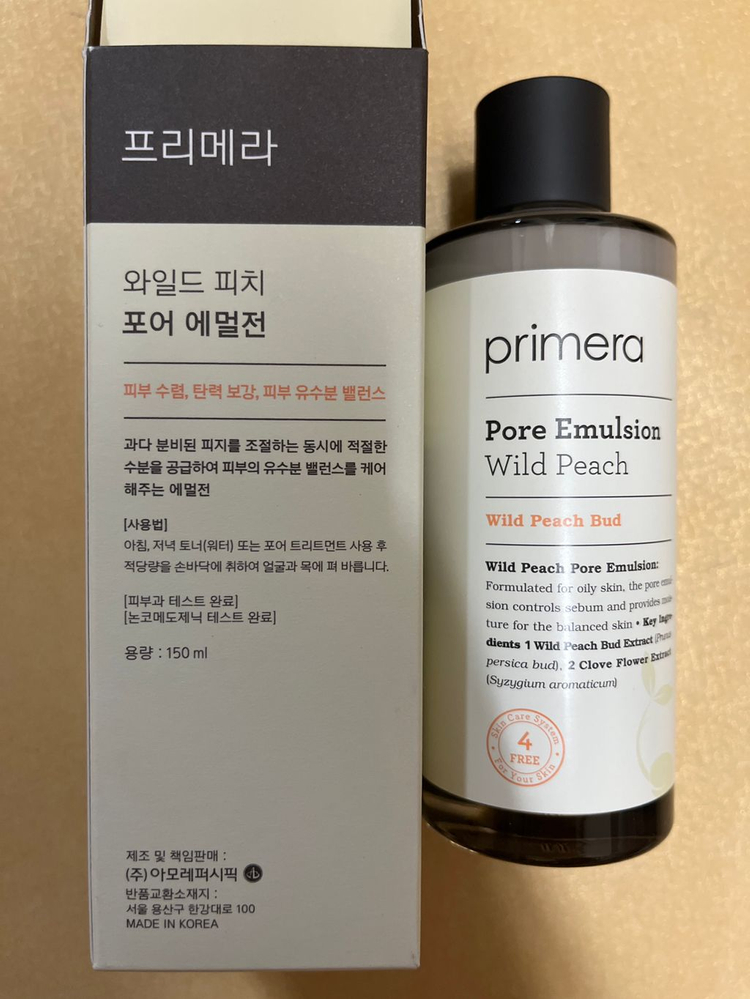 프리메라
와일드 피치
포어 에멀전
피부 수렴, 탄력 보강, 피부 유수분 밸런스
과다 분비된 피지를 조절하는 동시에 적절한
수분을 공급하여 피부의 유수분 밸런스를 케어
해주는 에멀전
[사용법]
아침, 저녁 토너(워터) 또는 포어 트리트먼트 사용 후
적당량을 손바닥에 취하여 얼굴과 목에 펴 바릅니다.
[피부과 테스트 완료]
[논코메도제닉 테스트 완료]
용량 : 150 ml
제조 및 책임판매 :
(주)아모레퍼시픽
반품교환소재지 :
서울 용산구 한강대로 100
MADE IN KOREA
primera
Pore Emulsion
Wild Peach
Wild Peach Bud
Wild Peach Pore Emulsion:
Formulated for oily skin, the pore emul-
sion controls sebum and provides mois-
ture for the balanced skin • Key Ingre-
dients 1 Wild Peach Bud Extract (Prunus
persica bud), 2 Clove Flower Extract
(Syzygium aromaticum)
Skin Care System
4
FREE
For Your Skin